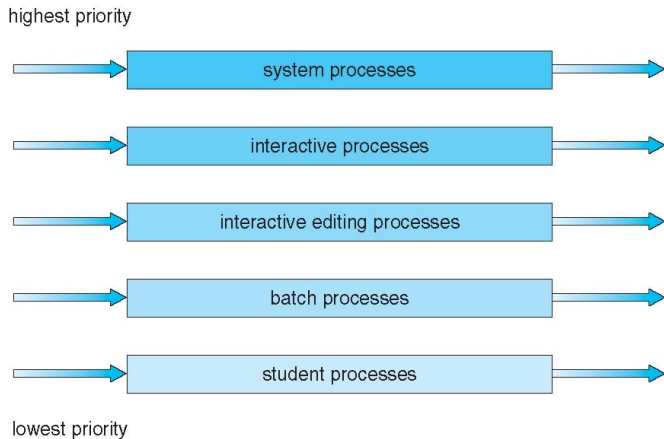 highest priority
system processes
interactive processes
interactive editing processes
batch processes
student processes
lowest priority